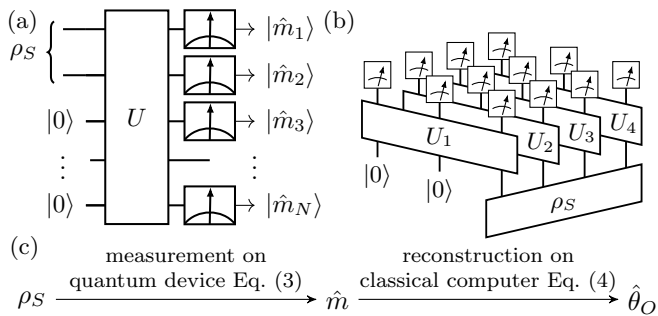 (a)
ρ_S
|0⟩
⋮
|0⟩
U
|m̂_1⟩
|m̂_2⟩
|m̂_3⟩
⋮
|m̂_N⟩
(b)
U_1
U_2
U_3
U_4
|0⟩
|0⟩
ρ_S
(c)
measurement on
quantum device Eq. (3)
reconstruction on
classical computer Eq. (4)
ρ_S
m̂
θ̂_O